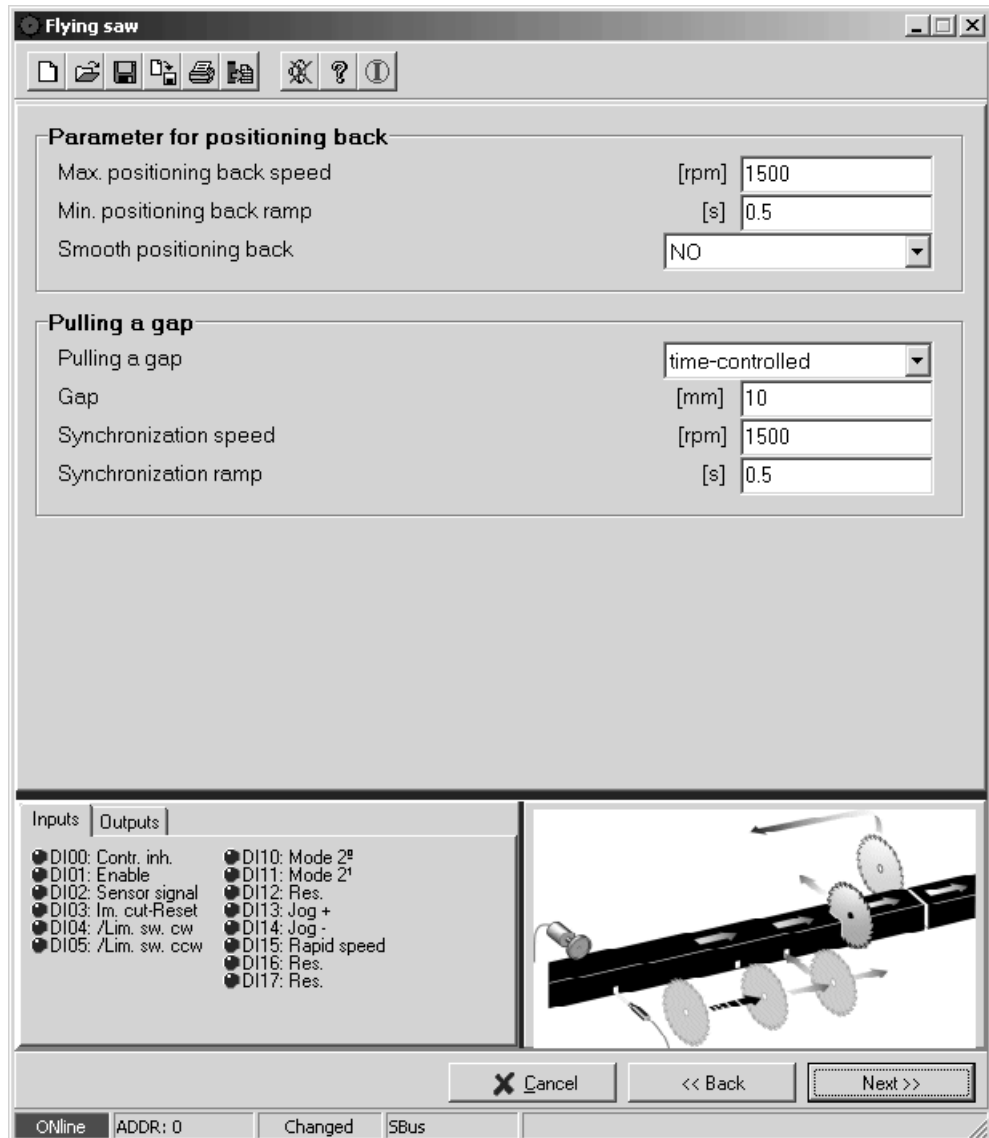 Flying saw
Parameter for positioning back
Max. positioning back speed [rpm] 1500
Min. positioning back ramp [s] 0.5
Smooth positioning back NO
Pulling a gap
Pulling a gap time-controlled
Gap [mm] 10
Synchronization speed [rpm] 1500
Synchronization ramp [s] 0.5
Inputs Outputs
DI00: Contr. inh. DI10: Mode 2º
DI01: Enable DI11: Mode 2¹
DI02: Sensor signal DI12: Res.
DI03: Im. cut-Reset DI13: Jog +
DI04: /Lim. sw. cw DI14: Jog -
DI05: /Lim. sw. ccw DI15: Rapid speed
DI16: Res.
DI17: Res.
Cancel << Back Next >>
ONline ADDR: 0 Changed SBus